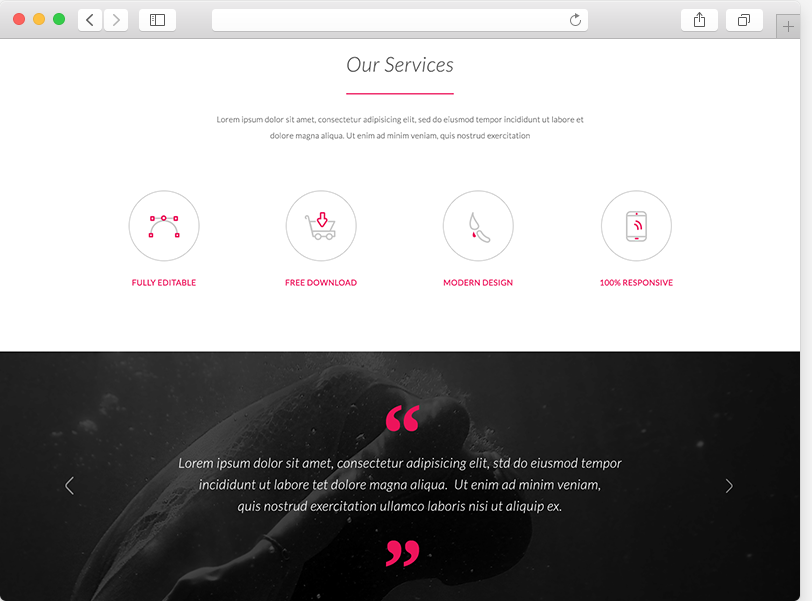 Our Services
Lorem ipsum dolor sit amet, consectetur adipisicing elit, sed do eiusmod tempor incididunt ut labore et
dolore magna aliqua. Ut enim ad minim veniam, quis nostrud exercitation
FULLY EDITABLE
FREE DOWNLOAD
MODERN DESIGN
100% RESPONSIVE
“
Lorem ipsum dolor sit amet, consectetur adipisicing elit, std do eiusmod tempor
incididunt ut labore tet dolore magna aliqua.  Ut enim ad minim veniam,
quis nostrud exercitation ullamco laboris nisi ut aliquip ex.
”